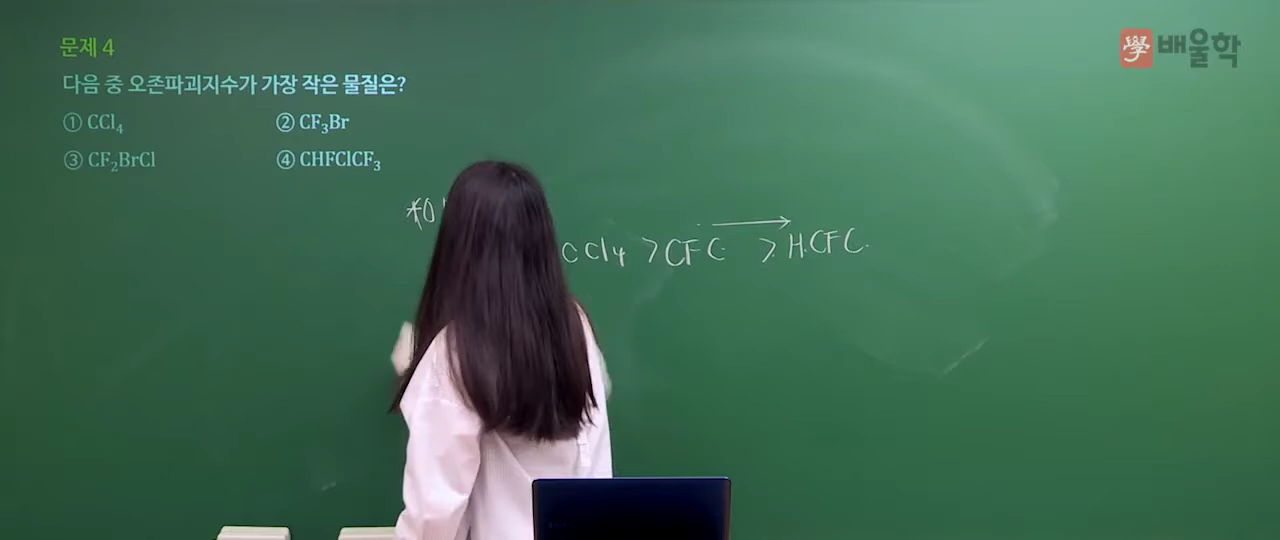 문제 4
다음 중 오존파괴지수가 가장 작은 물질은?
① CCl₄ ② CF₃Br
③ CF₂BrCl ④ CHFClCF₃
學 배울학
CCl₄ > CFC > HCFC